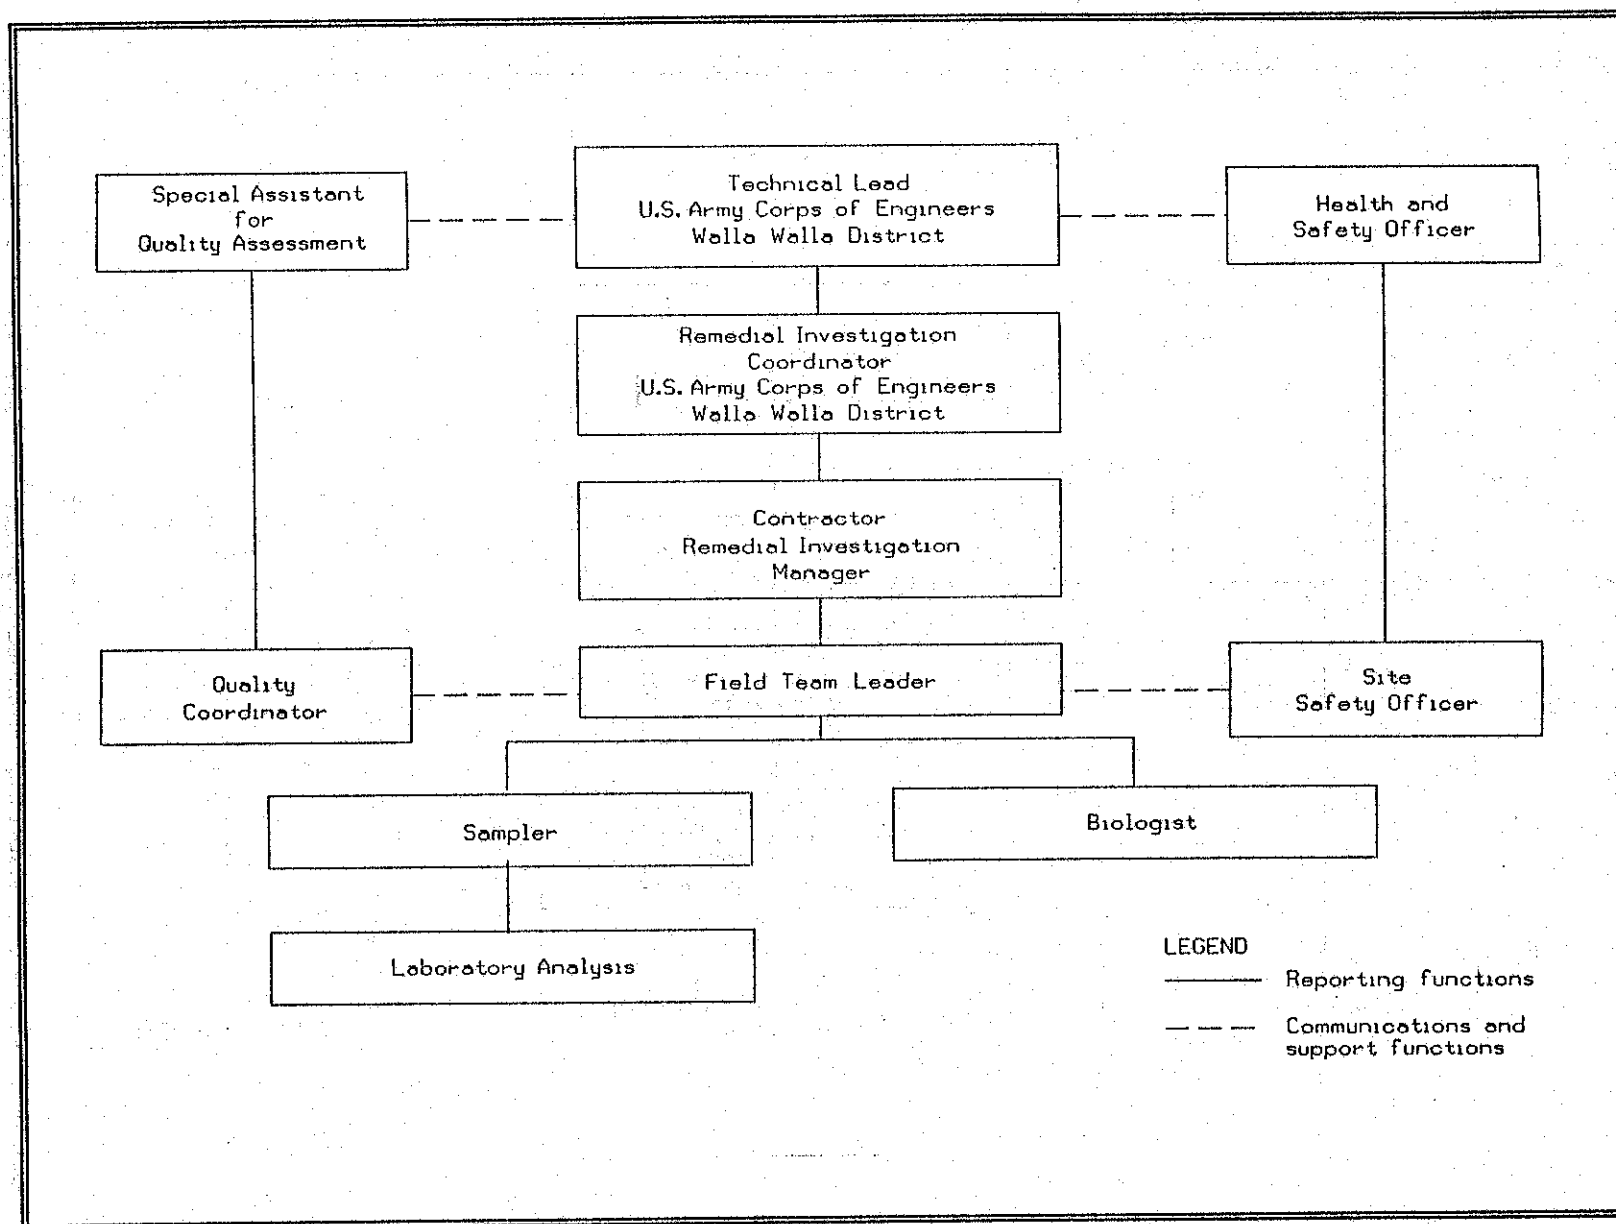 Special Assistant
for
Quality Assessment
Technical Lead
U.S. Army Corps of Engineers
Walla Walla District
Health and
Safety Officer
Remedial Investigation
Coordinator
U.S. Army Corps of Engineers
Walla Walla District
Contractor
Remedial Investigation
Manager
Quality
Coordinator
Field Team Leader
Site
Safety Officer
Sampler
Biologist
Laboratory Analysis
LEGEND
Reporting functions
Communications and
support functions